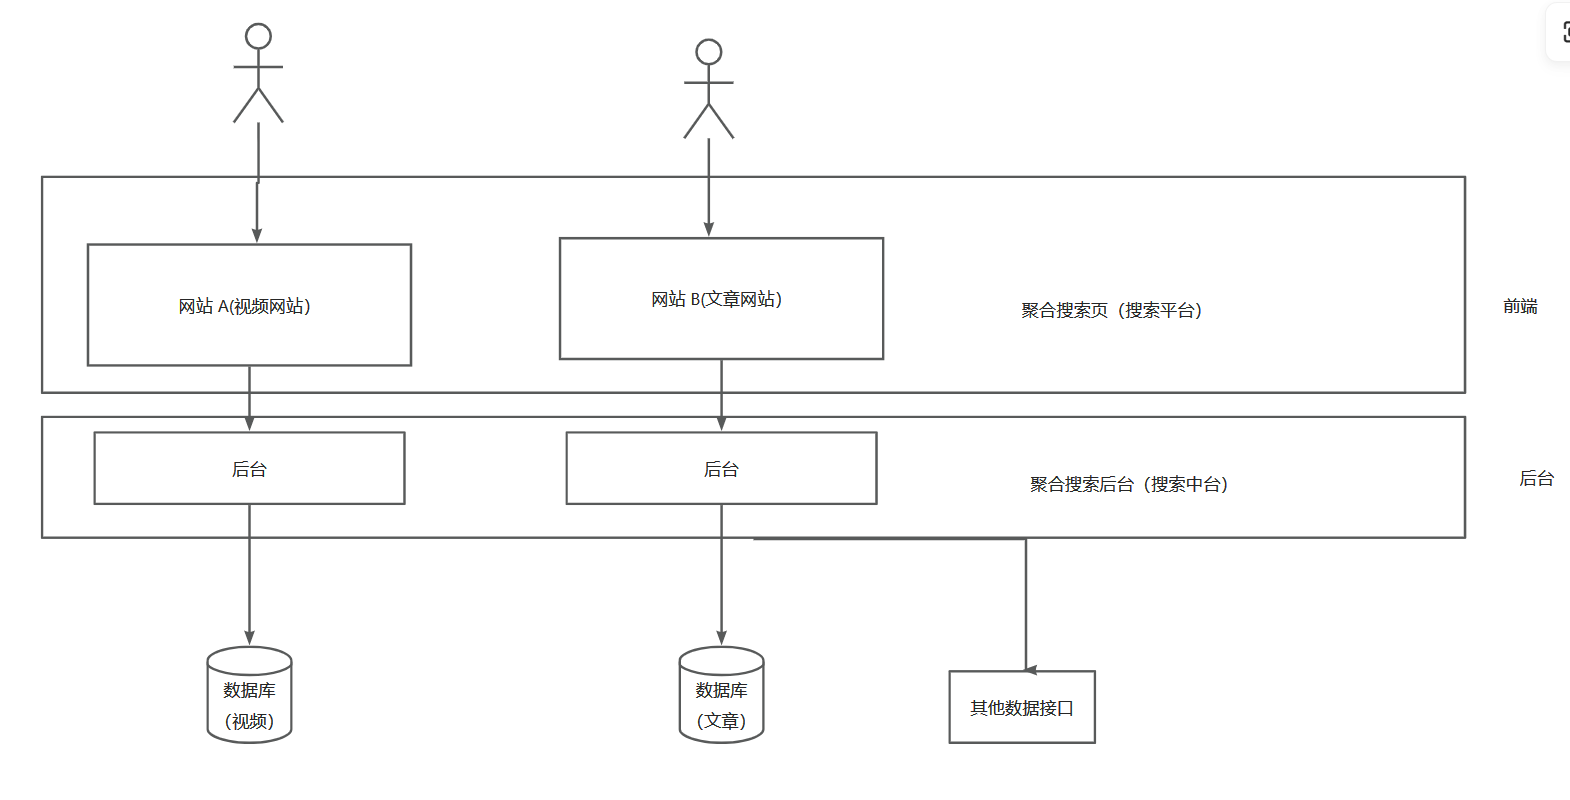 网站 A(视频网站)
网站 B(文章网站)
聚合搜索页（搜索平台）
前端
后台
后台
聚合搜索后台（搜索中台）
后台
数据库
（视频）
数据库
（文章）
其他数据接口